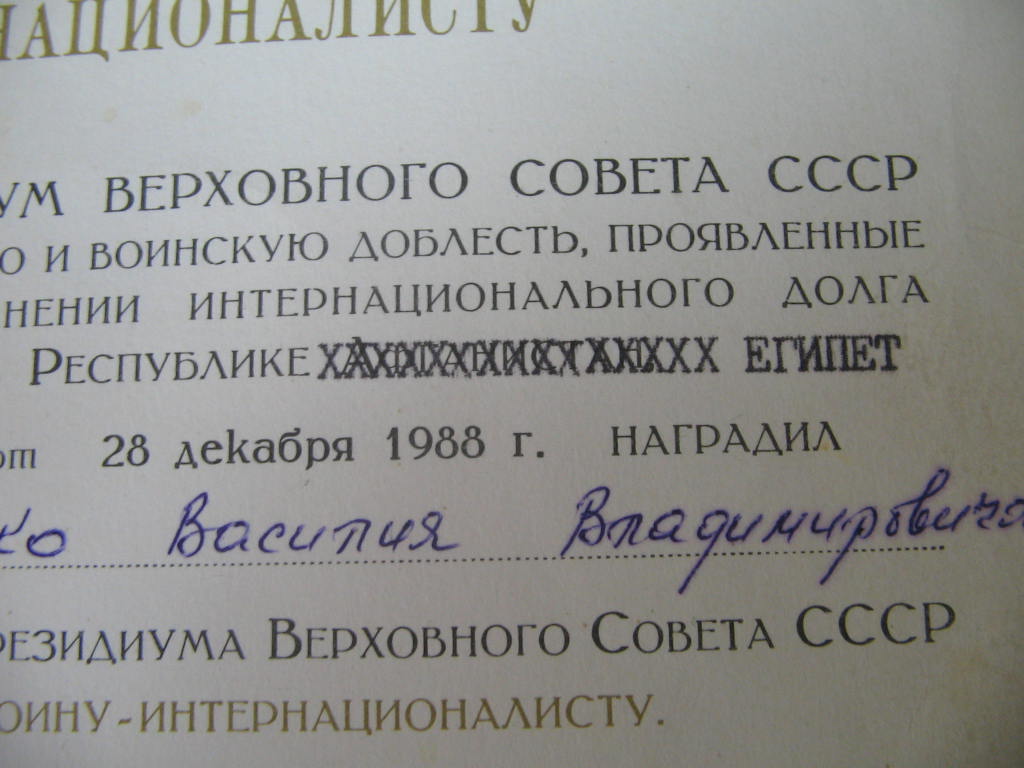 НАЦИОНАЛИСТУ
УМ ВЕРХОВНОГО СОВЕТА СССР
О И ВОИНСКУЮ ДОБЛЕСТЬ, ПРОЯВЛЕННЫЕ
НЕНИИ ИНТЕРНАЦИОНАЛЬНОГО ДОЛГА
РЕСПУБЛИКЕ ЕГИПЕТ
от 28 декабря 1988 г. НАГРАДИЛ
ко Василия Владимировича
РЕЗИДИУМА ВЕРХОВНОГО СОВЕТА СССР
ОИНУ-ИНТЕРНАЦИОНАЛИСТУ.